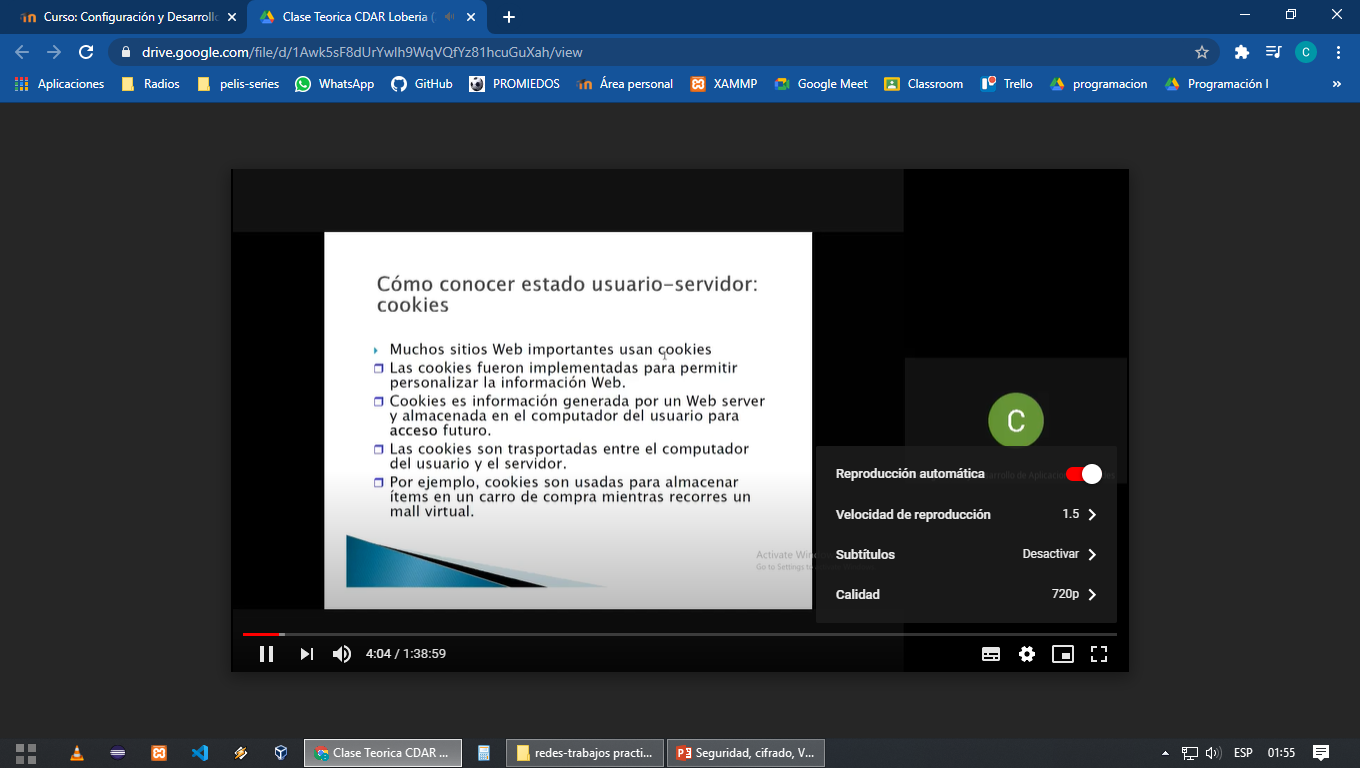 Curso: Configuración y Desarrollo
Clase Teorica CDAR Loberia (
drive.google.com/file/d/1Awk5sF8dUrYwlh9WqVQfYz81hcuGuXah/view
C
Aplicaciones
Radios
pelis-series
WhatsApp
GitHub
PROMIEDOS
Área personal
XAMMP
Google Meet
Classroom
Trello
programacion
Programación I
»
Cómo conocer estado usuario-servidor:
cookies
Muchos sitios Web importantes usan cookies
Las cookies fueron implementadas para permitir
personalizar la información Web.
Cookies es información generada por un Web server
y almacenada en el computador del usuario para
acceso futuro.
Las cookies son trasportadas entre el computador
del usuario y el servidor.
Por ejemplo, cookies son usadas para almacenar
ítems en un carro de compra mientras recorres un
mall virtual.
Activate Win
Go to Settings to
C
Reproducción automática
Velocidad de reproducción 1.5
Subtítulos Desactivar
Calidad 720p
4:04 / 1:38:59
Clase Teorica CDAR ...
redes-trabajos practi...
Seguridad, cifrado, V...
ESP
01:55